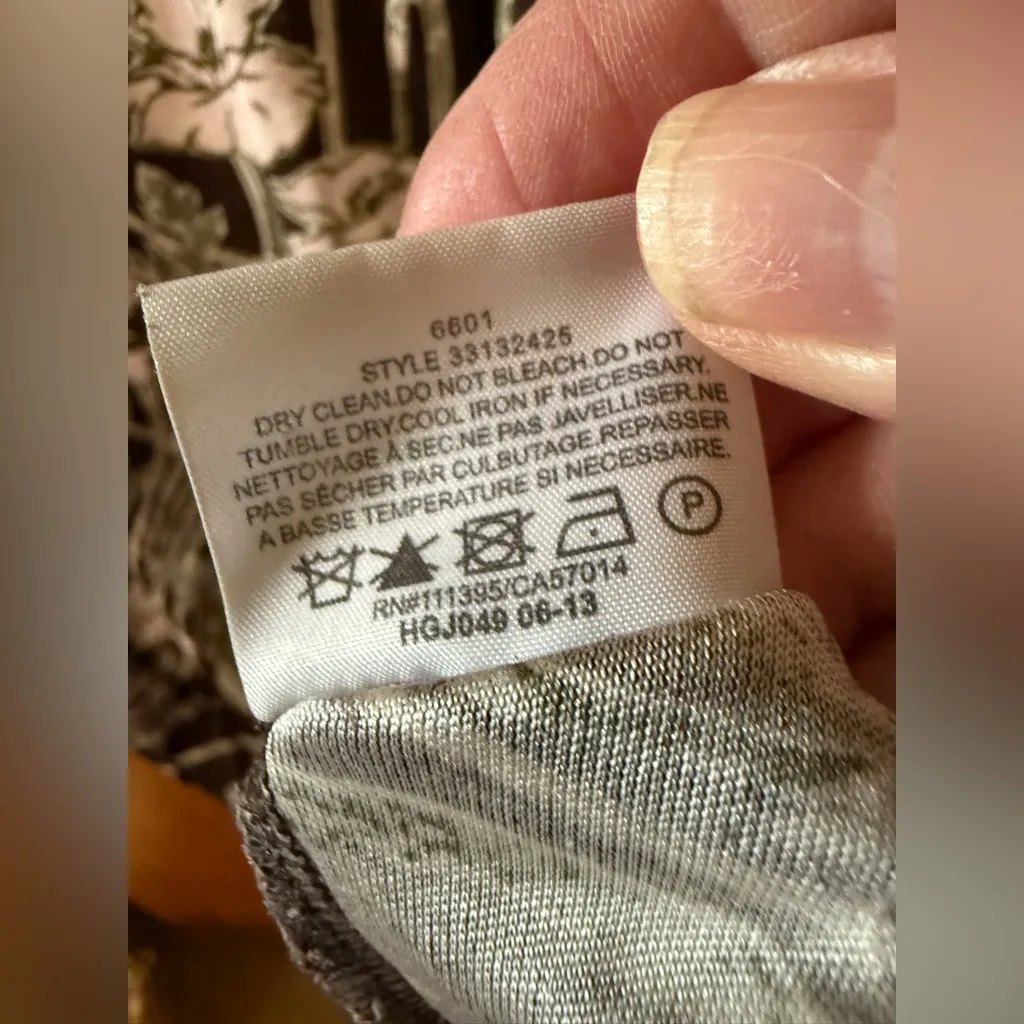 6601
STYLE 33132425
DRY CLEAN.DO NOT BLEACH.DO NOT
TUMBLE DRY.COOL IRON IF NECESSARY.
NETTOYAGE À SEC.NE PAS JAVELLISER.NE
PAS SÉCHER PAR CULBUTAGE.REPASSER
A BASSE TEMPERATURE SI NECESSAIRE.
P
RN#111395/CA57014
HGJ049 06-13